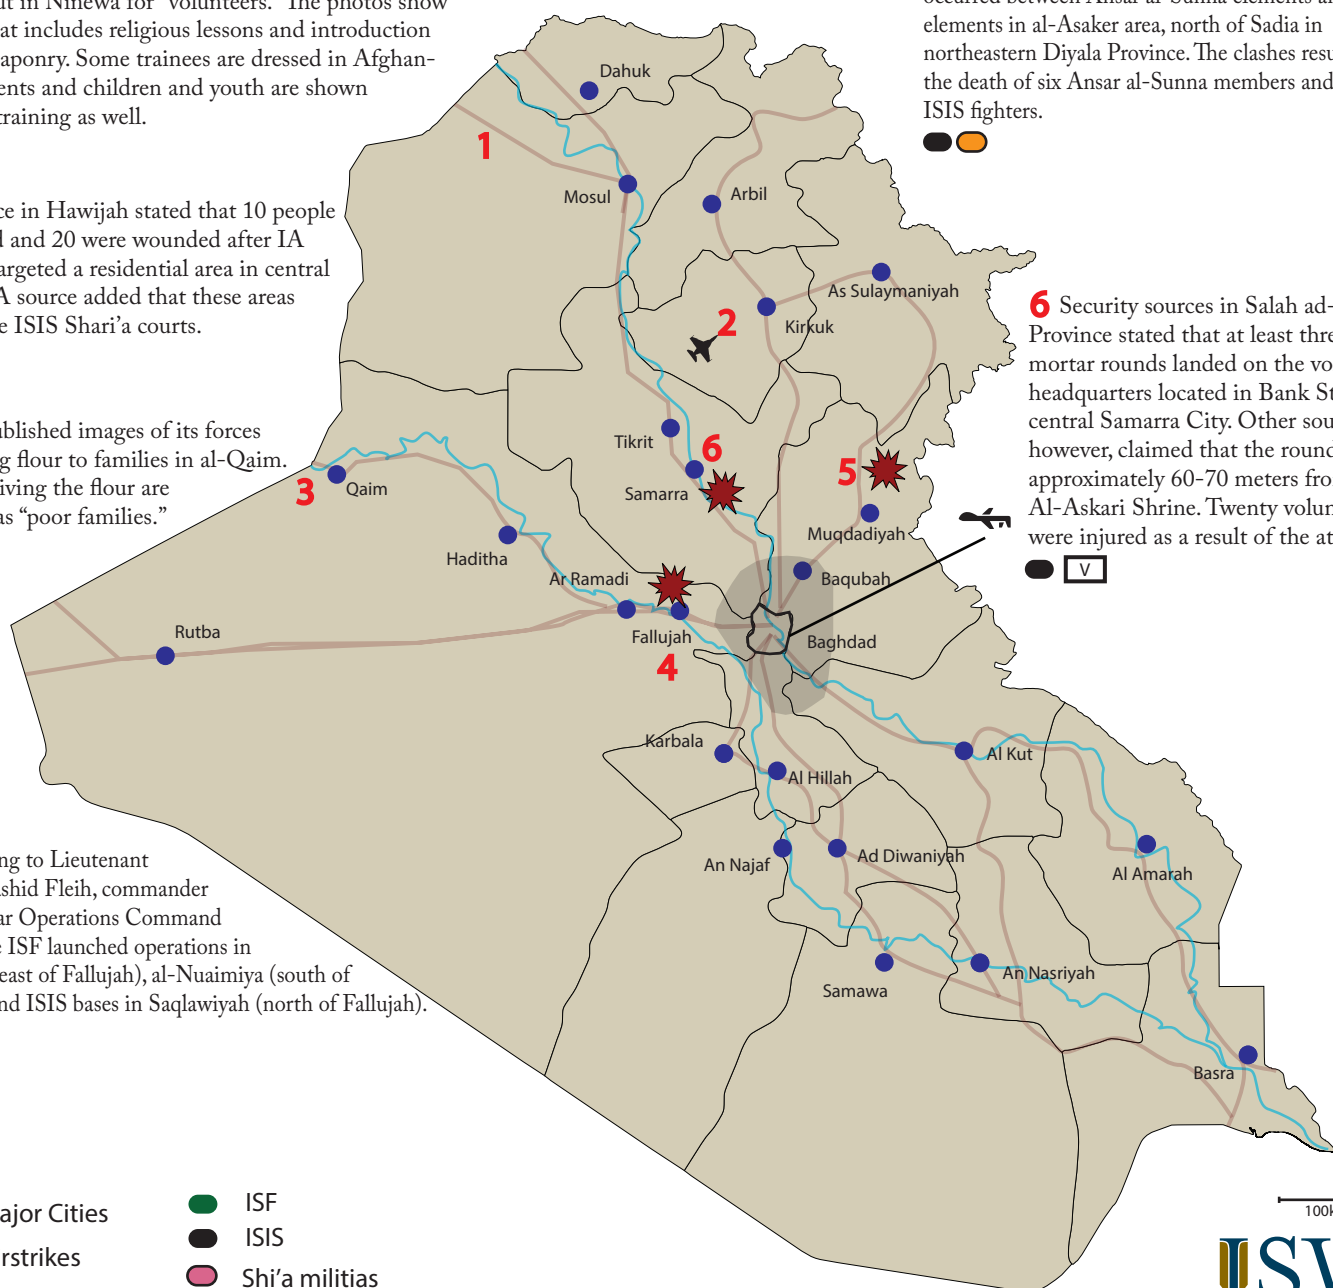 ut in Ninewa for “volunteers.” The photos show
at includes religious lessons and introduction
aponry. Some trainees are dressed in Afghan-
ents and children and youth are shown
training as well.
ce in Hawijah stated that 10 people
d and 20 were wounded after IA
argeted a residential area in central
A source added that these areas
e ISIS Shari’a courts.
ublished images of its forces
g flour to families in al-Qaim.
iving the flour are
as “poor families.”
ng to Lieutenant
shid Fleih, commander
ar Operations Command
e ISF launched operations in
east of Fallujah), al-Nuaimiya (south of
nd ISIS bases in Saqlawiyah (north of Fallujah).
elements in al-Asaker area, north of Sadia in
northeastern Diyala Province. The clashes resu
the death of six Ansar al-Sunna members and
ISIS fighters.
6 Security sources in Salah ad-
Province stated that at least thre
mortar rounds landed on the vo
headquarters located in Bank St
central Samarra City. Other sou
however, claimed that the round
approximately 60-70 meters fro
Al-Askari Shrine. Twenty volun
were injured as a result of the at
V
Dahuk
1
Mosul
Arbil
As Sulaymaniyah
2
Kirkuk
Tikrit
6
Samarra
5
Muqdadiyah
3
Qaim
Haditha
Ar Ramadi
Baqubah
Fallujah
Baghdad
Rutba
4
Karbala
Al Kut
Al Hillah
An Najaf
Ad Diwaniyah
Al Amarah
Samawa
An Nasriyah
Basra
ajor Cities
rstrikes
ISF
ISIS
Shi’a militias
100k
ISW